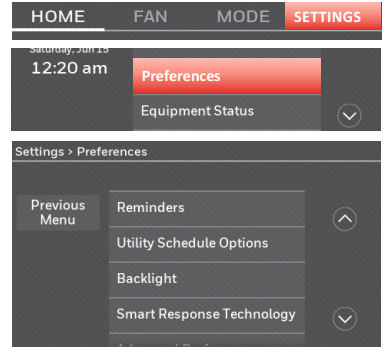 HOME FAN MODE SETTINGS
Saturday, Jun 15
12:20 am
Preferences
Equipment Status
Settings > Preferences
Previous
Menu
Reminders
Utility Schedule Options
Backlight
Smart Response Technology